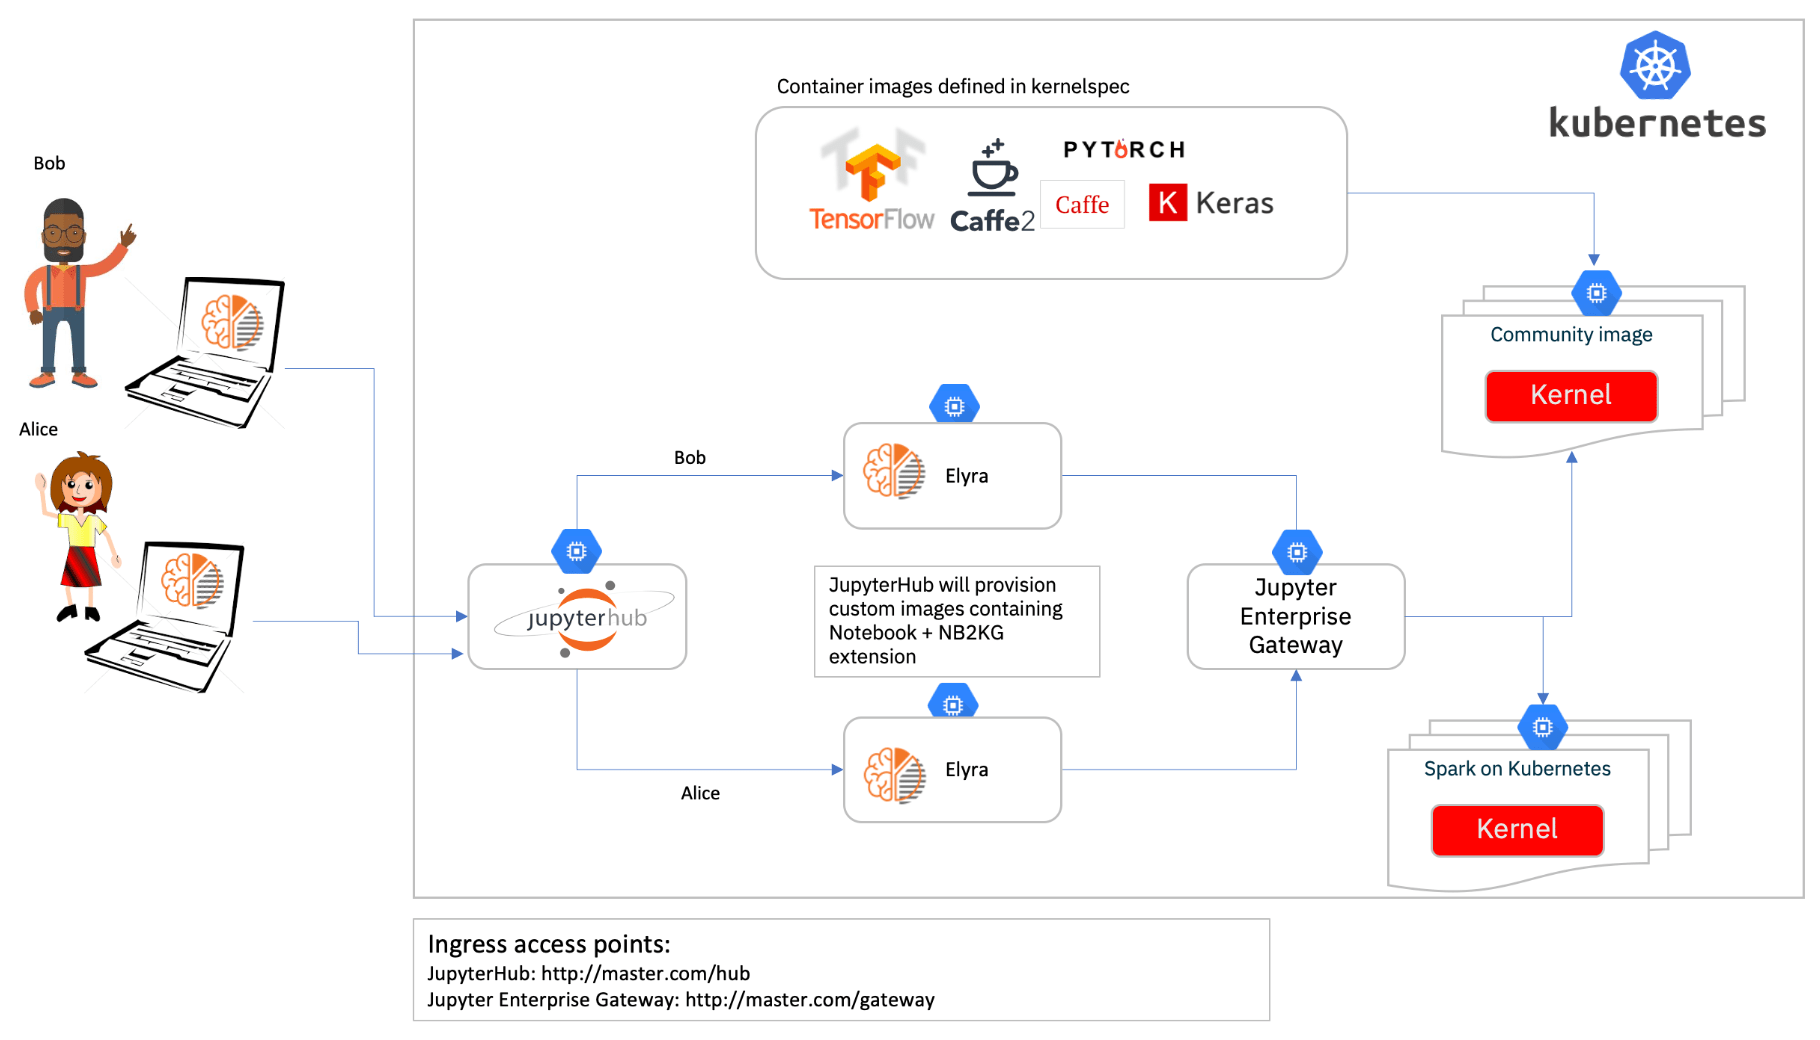 Container images defined in kernelspec
kubernetes
TensorFlow
Caffe2
PYTORCH
Caffe
K Keras
Bob
Alice
Community image
Kernel
Bob
Elyra
jupyterhub
JupyterHub will provision
custom images containing
Notebook + NB2KG
extension
Jupyter
Enterprise
Gateway
Elyra
Alice
Spark on Kubernetes
Kernel
Ingress access points:
JupyterHub: http://master.com/hub
Jupyter Enterprise Gateway: http://master.com/gateway